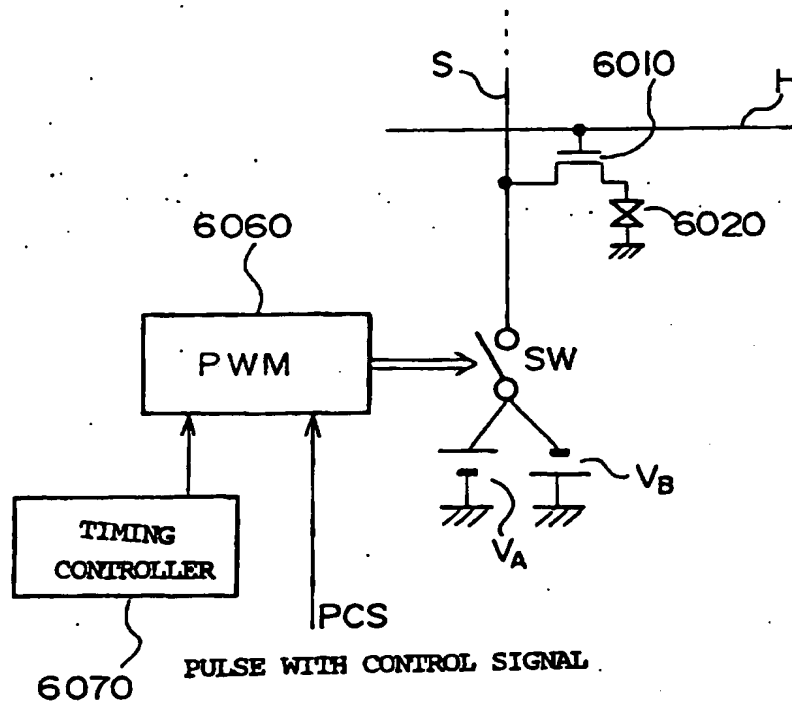 S
6010
H
6020
6060
PWM
SW
VB
VA
TIMING
CONTROLLER
PCS
PULSE WITH CONTROL SIGNAL
6070